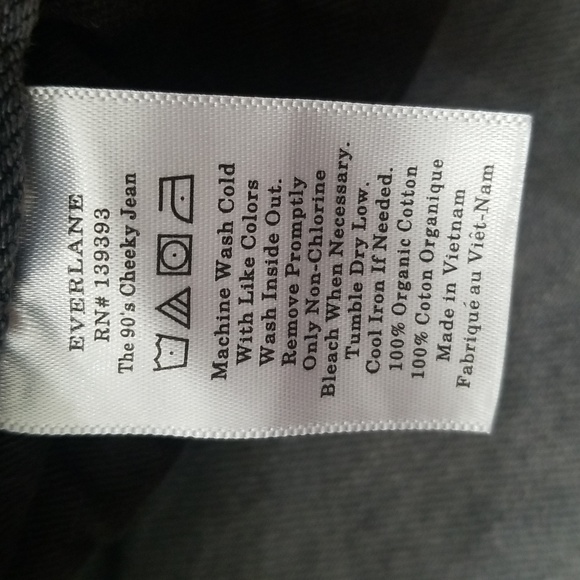 EVERLANE
RN# 139393
The 90's Cheeky Jean
Machine Wash Cold
With Like Colors
Wash Inside Out.
Remove Promptly
Only Non-Chlorine
Bleach When Necessary.
Tumble Dry Low.
Cool Iron If Needed.
100% Organic Cotton
100% Coton Organique
Made in Vietnam
Fabriqué au Viêt-Nam